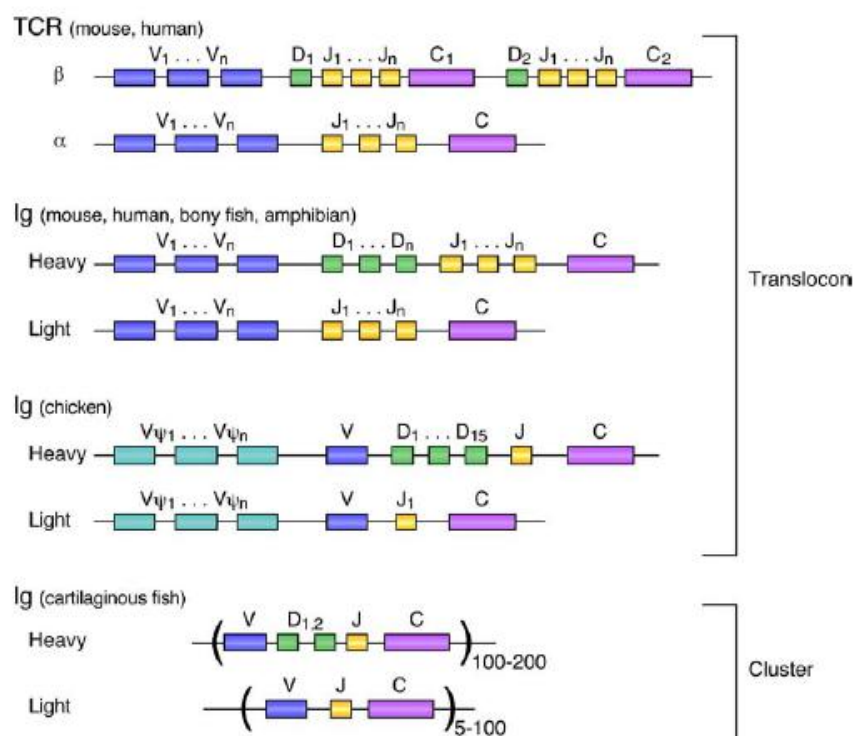 TCR (mouse, human)
V₁ . . . Vₙ D₁ J₁ . . . Jₙ C₁ D₂ J₁ . . . Jₙ C₂
β
V₁ . . . Vₙ J₁ . . . Jₙ C
α
Ig (mouse, human, bony fish, amphibian)
V₁ . . . Vₙ D₁ . . . Dₙ J₁ . . . Jₙ C
Heavy
Translocon
V₁ . . . Vₙ J₁ . . . Jₙ C
Light
Ig (chicken)
Vψ₁ . . . Vψₙ V D₁ . . . D₁₅ J C
Heavy
Vψ₁ . . . Vψₙ V J₁ C
Light
Ig (cartilaginous fish)
V D₁,₂ J C
Heavy ( ) 100-200
Cluster
V J C
Light ( ) 5-100